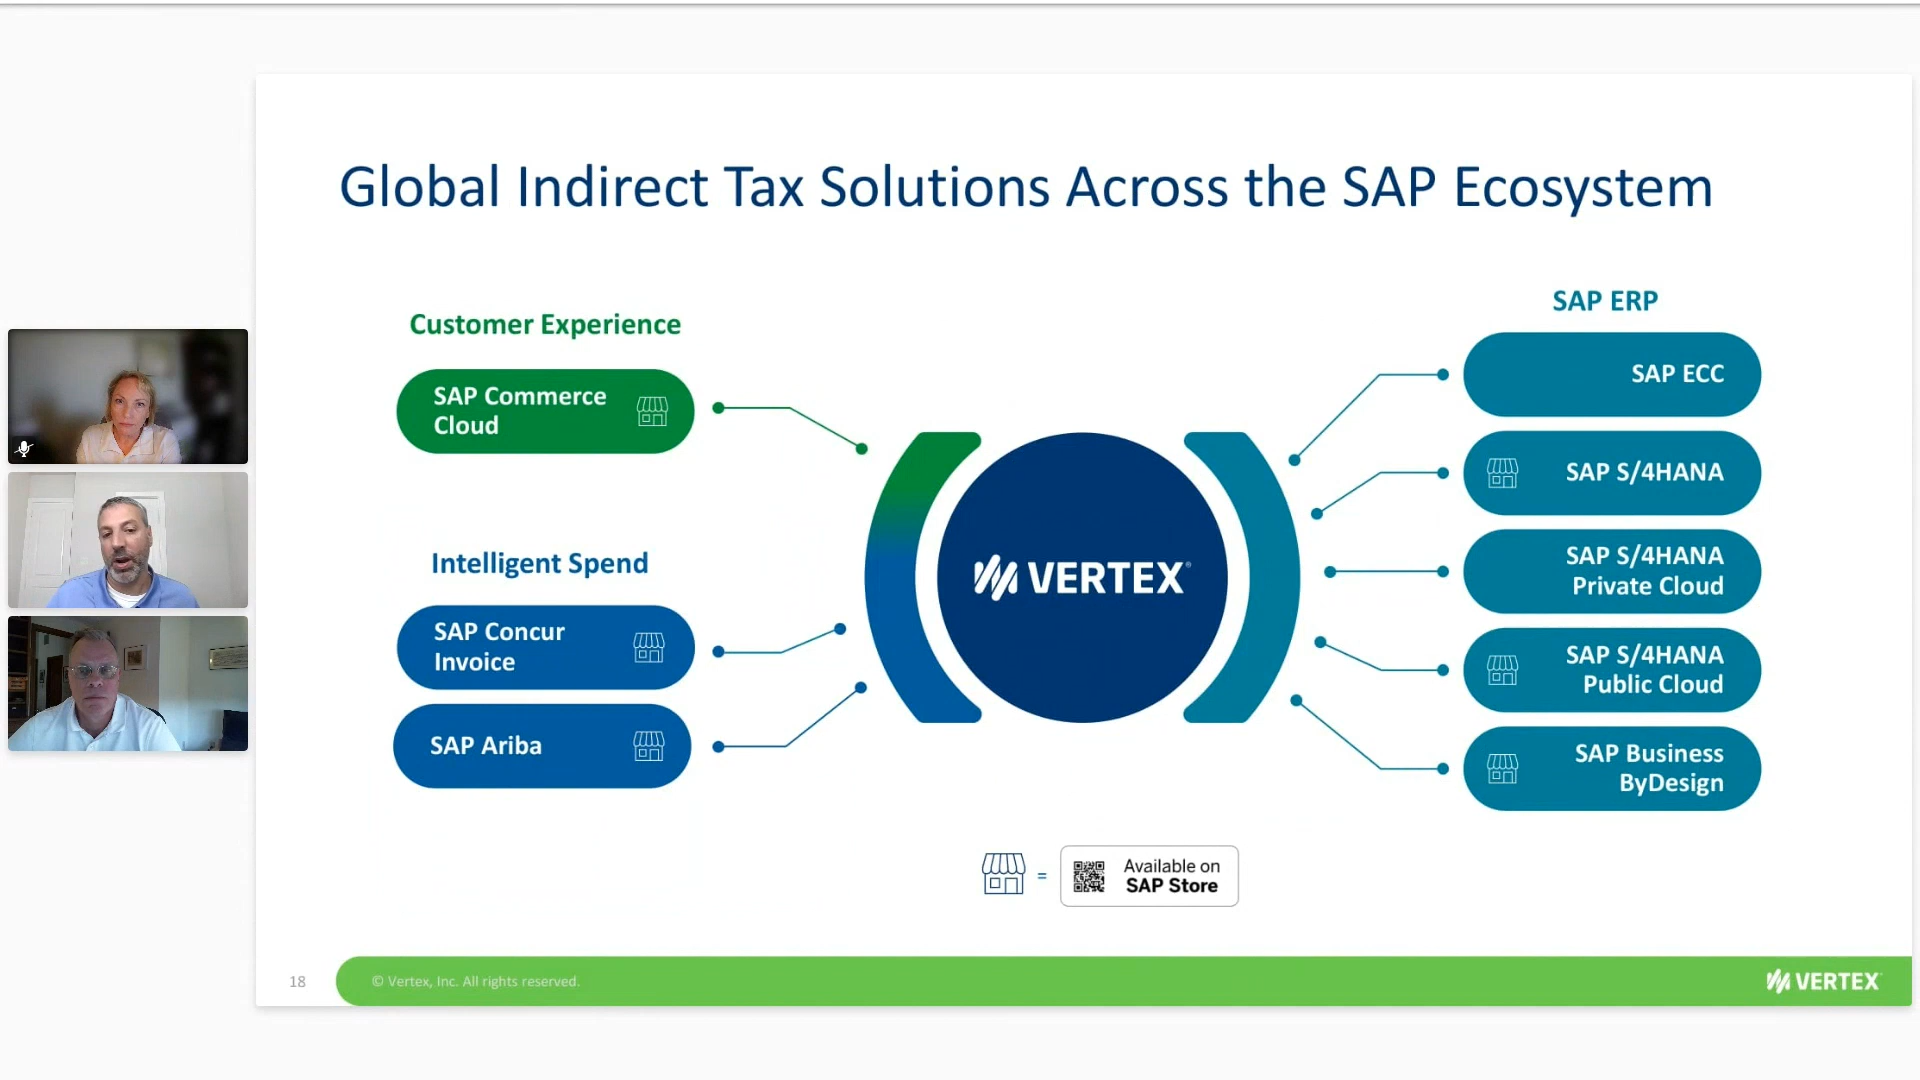 Global Indirect Tax Solutions Across the SAP Ecosystem
Customer Experience
SAP Commerce
Cloud
Intelligent Spend
SAP Concur
Invoice
SAP Ariba
VERTEX®
SAP ERP
SAP ECC
SAP S/4HANA
SAP S/4HANA
Private Cloud
SAP S/4HANA
Public Cloud
SAP Business
ByDesign
=
Available on
SAP Store
18
© Vertex, Inc. All rights reserved.
VERTEX